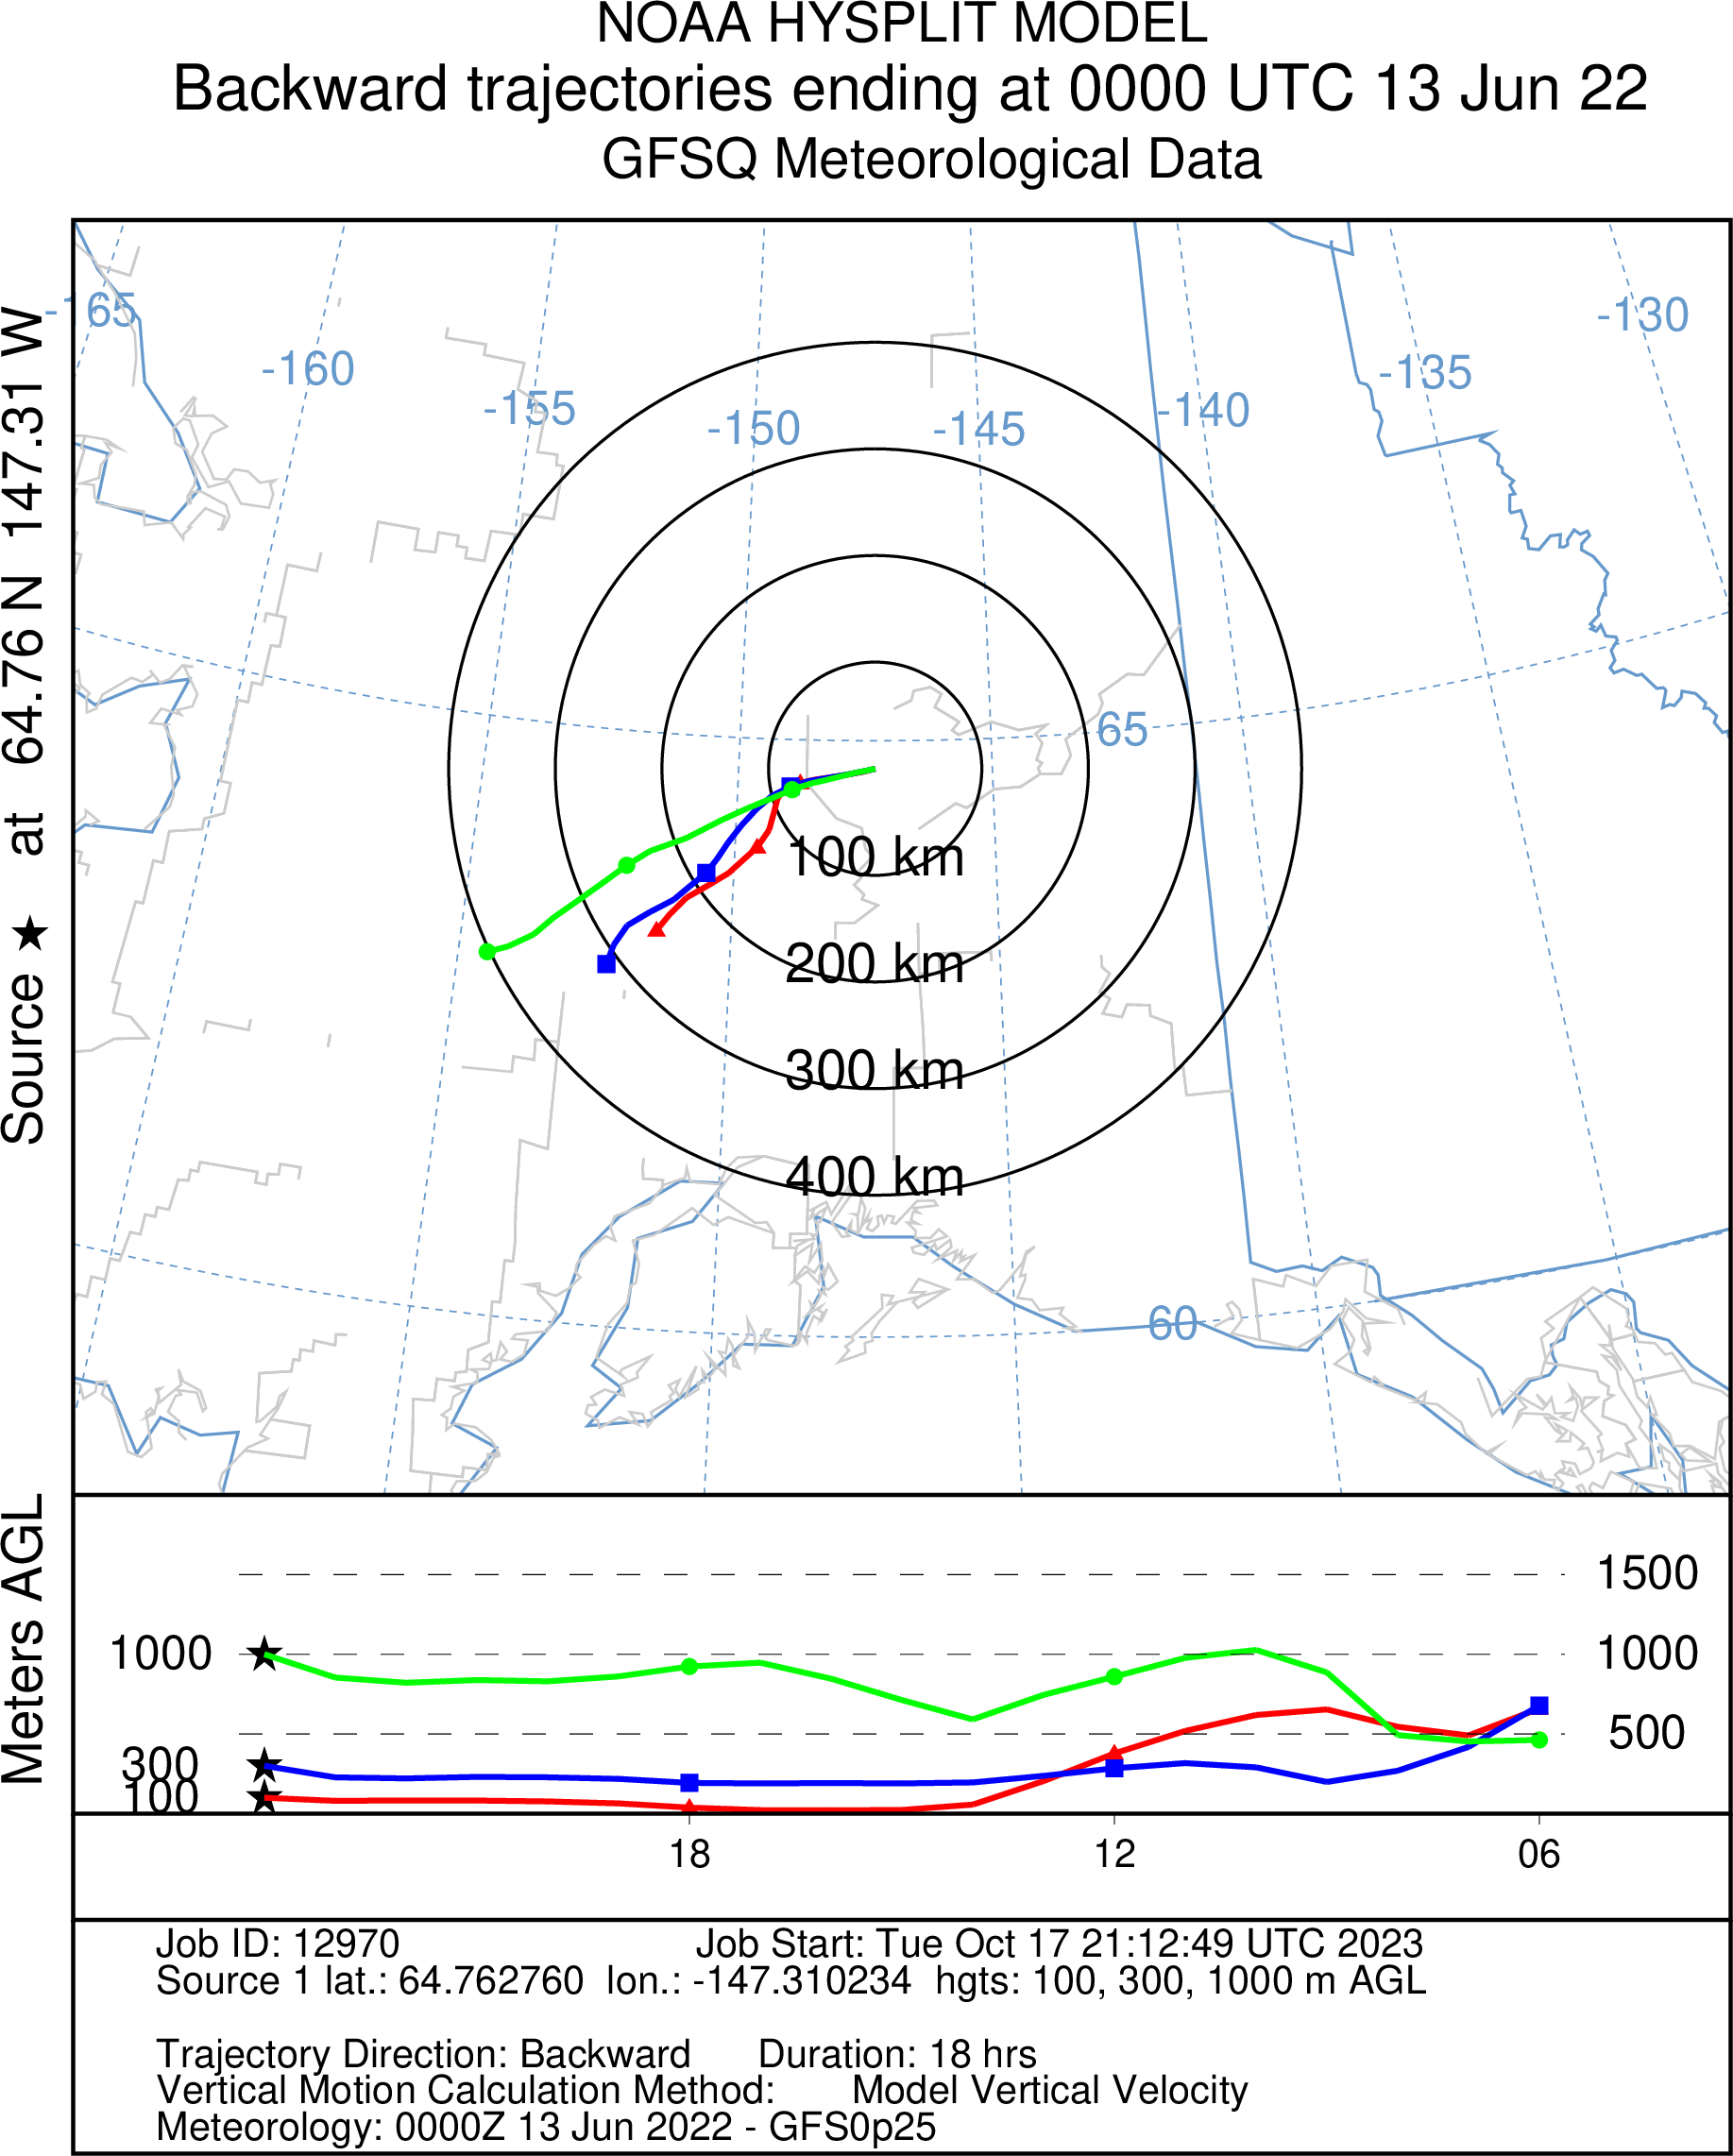 NOAA HYSPLIT MODEL
Backward trajectories ending at 0000 UTC 13 Jun 22
GFSQ Meteorological Data
Source ★ at 64.76 N 147.31 W
-165
-160
-155
-150
-145
-140
-135
-130
65
100 km
200 km
300 km
400 km
60
Meters AGL
1500
1000
1000
500
300
100
18
12
06
Job ID: 12970 Job Start: Tue Oct 17 21:12:49 UTC 2023
Source 1 lat.: 64.762760 lon.: -147.310234 hgts: 100, 300, 1000 m AGL
Trajectory Direction: Backward Duration: 18 hrs
Vertical Motion Calculation Method: Model Vertical Velocity
Meteorology: 0000Z 13 Jun 2022 - GFS0p25